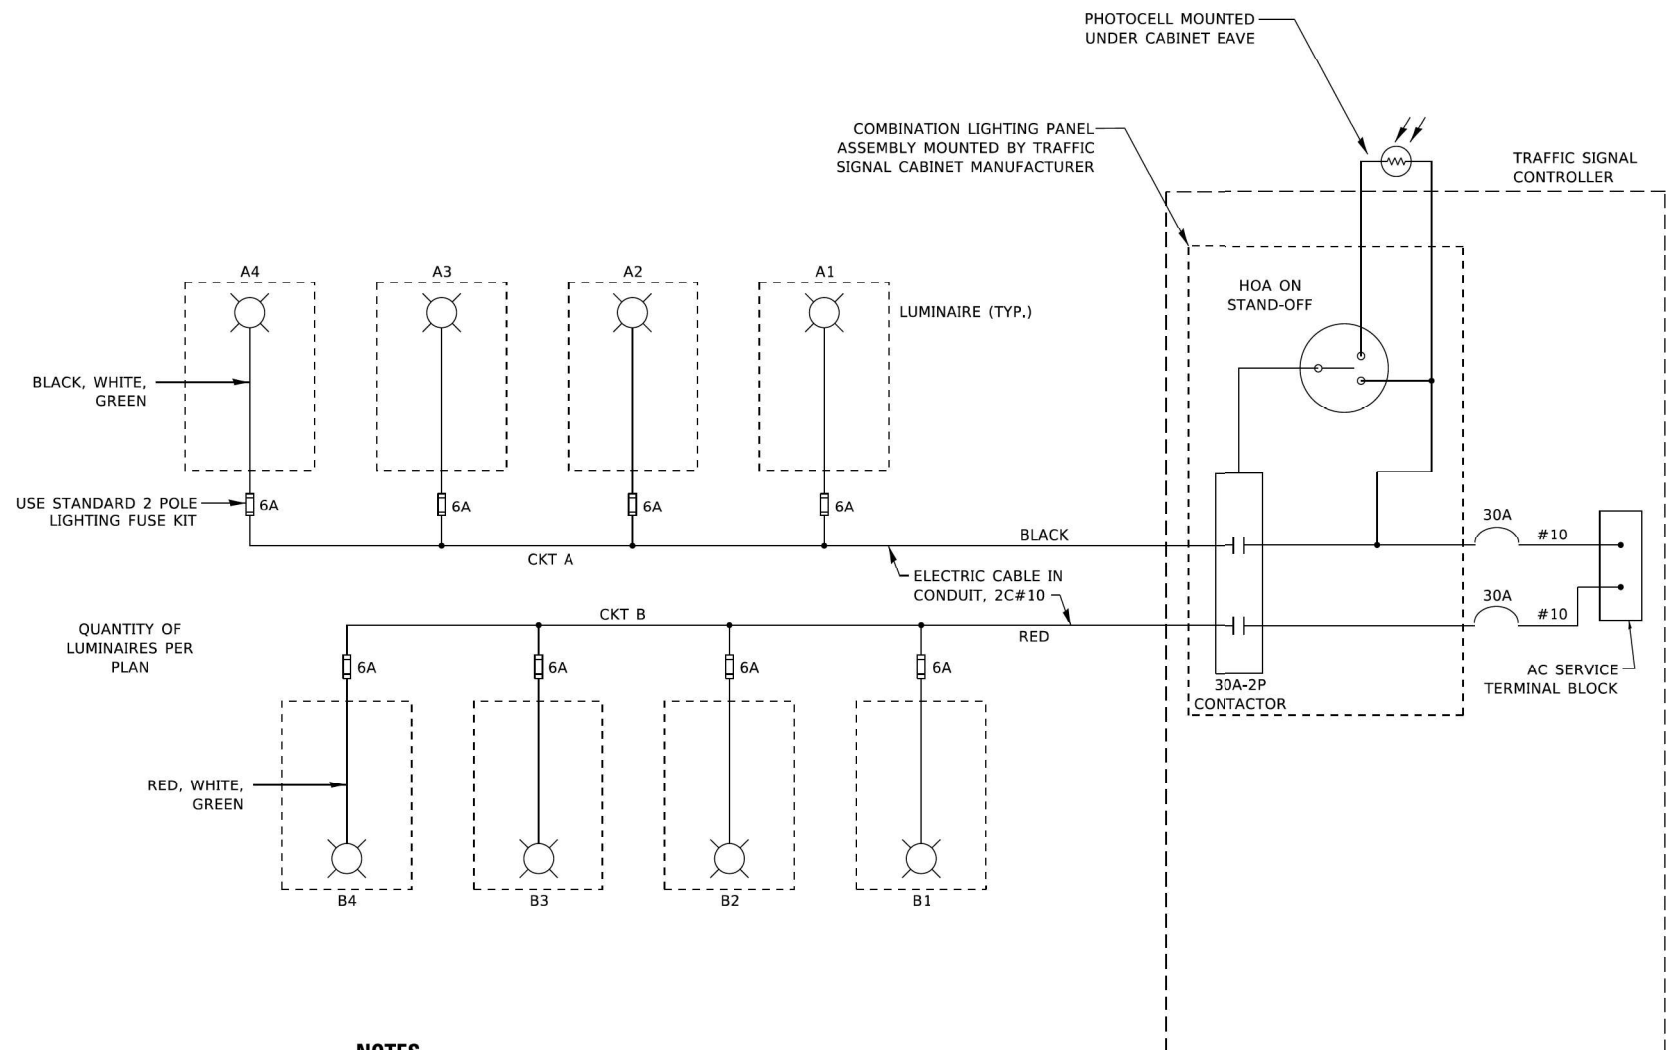 PHOTOCELL MOUNTED
UNDER CABINET EAVE
COMBINATION LIGHTING PANEL
ASSEMBLY MOUNTED BY TRAFFIC
SIGNAL CABINET MANUFACTURER
TRAFFIC SIGNAL
CONTROLLER
A4
A3
A2
A1
HOA ON
STAND-OFF
LUMINAIRE (TYP.)
BLACK, WHITE,
GREEN
USE STANDARD 2 POLE
LIGHTING FUSE KIT
6A
6A
6A
6A
30A
BLACK
#10
CKT A
ELECTRIC CABLE IN
CONDUIT, 2C#10
30A
CKT B
#10
RED
QUANTITY OF
LUMINAIRES PER
PLAN
6A
6A
6A
6A
AC SERVICE
TERMINAL BLOCK
30A-2P
CONTACTOR
RED, WHITE,
GREEN
B4
B3
B2
B1
NOTES